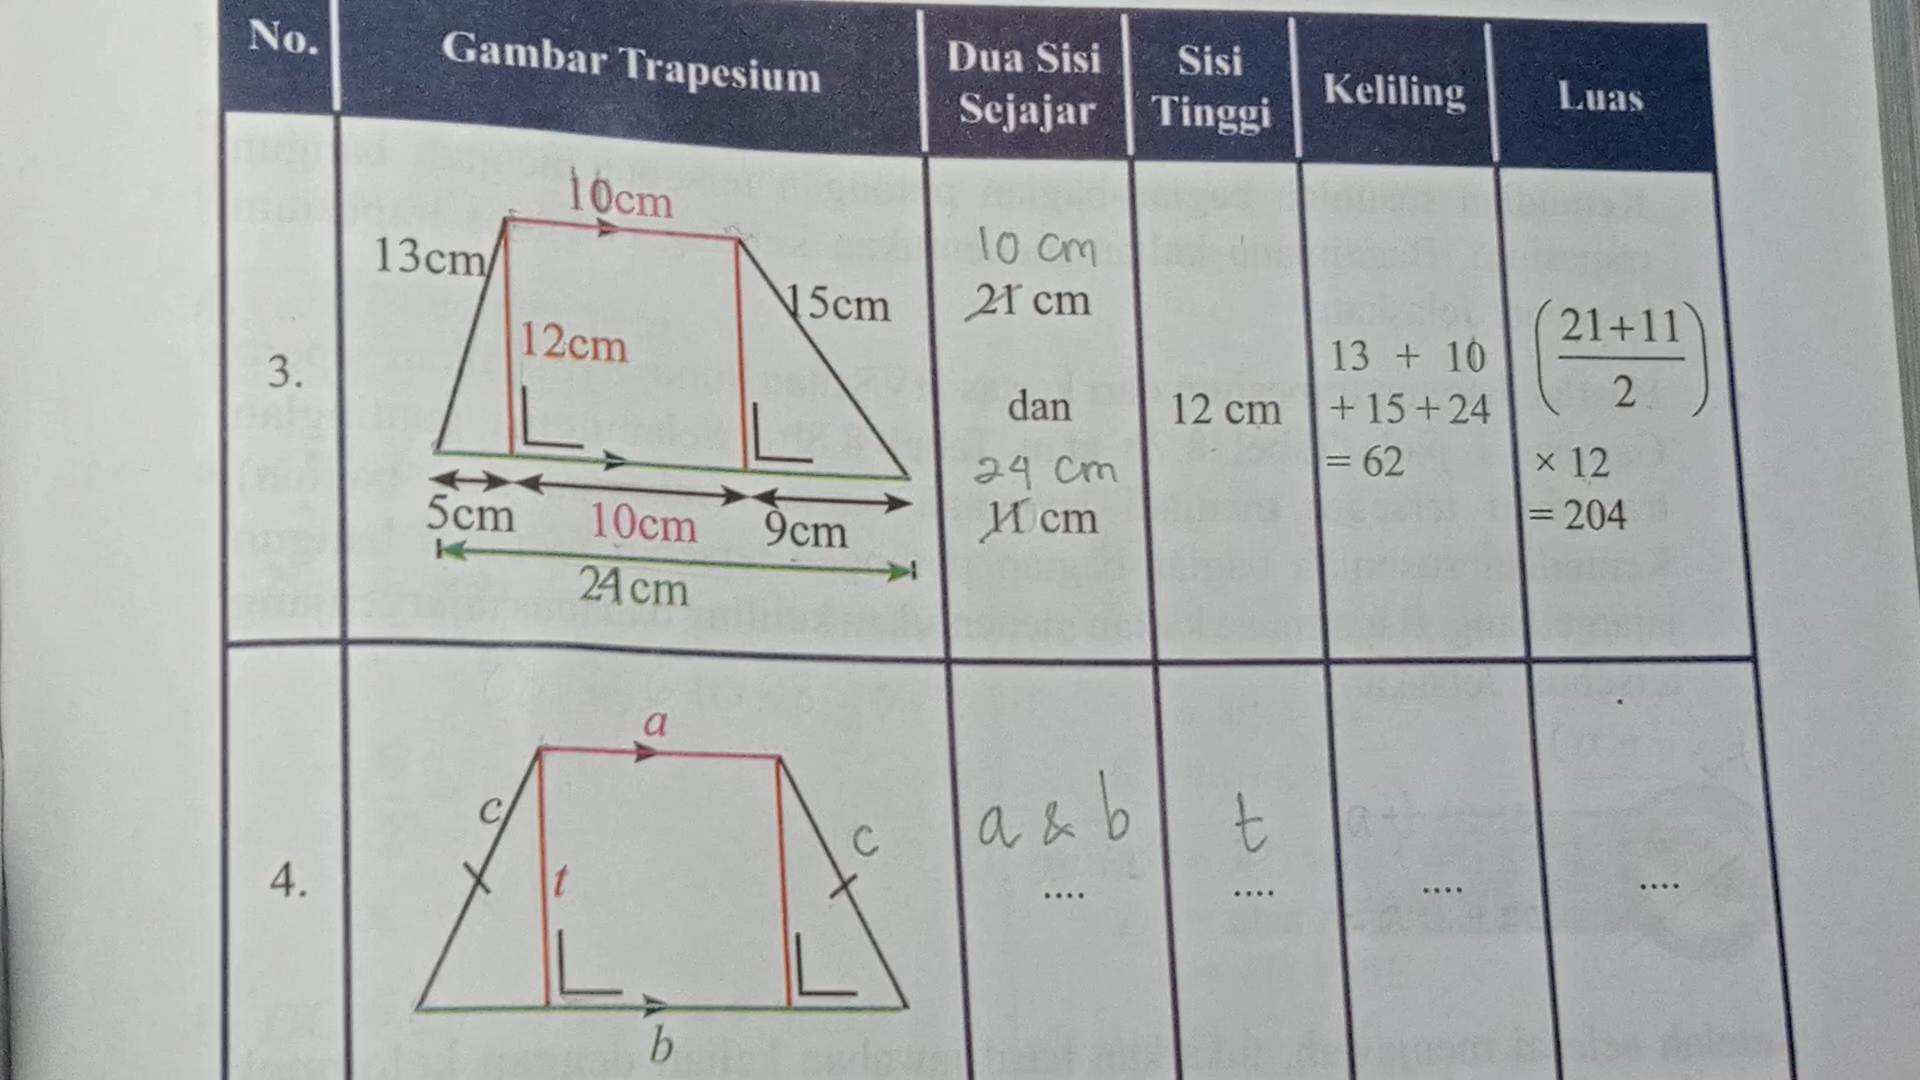 No.
Gambar Trapesium
Dua Sisi
Sejajar
Sisi
Tinggi
Keliling
Luas
3.
10cm
13cm
15cm
12cm
5cm
10cm
9cm
24cm
10 cm
21 cm
dan
24 cm
11 cm
12 cm
13 + 10
+ 15 + 24
= 62
(21+11
2)
× 12
= 204
4.
a
c
c
t
b
a & b
....
t
....
....
....